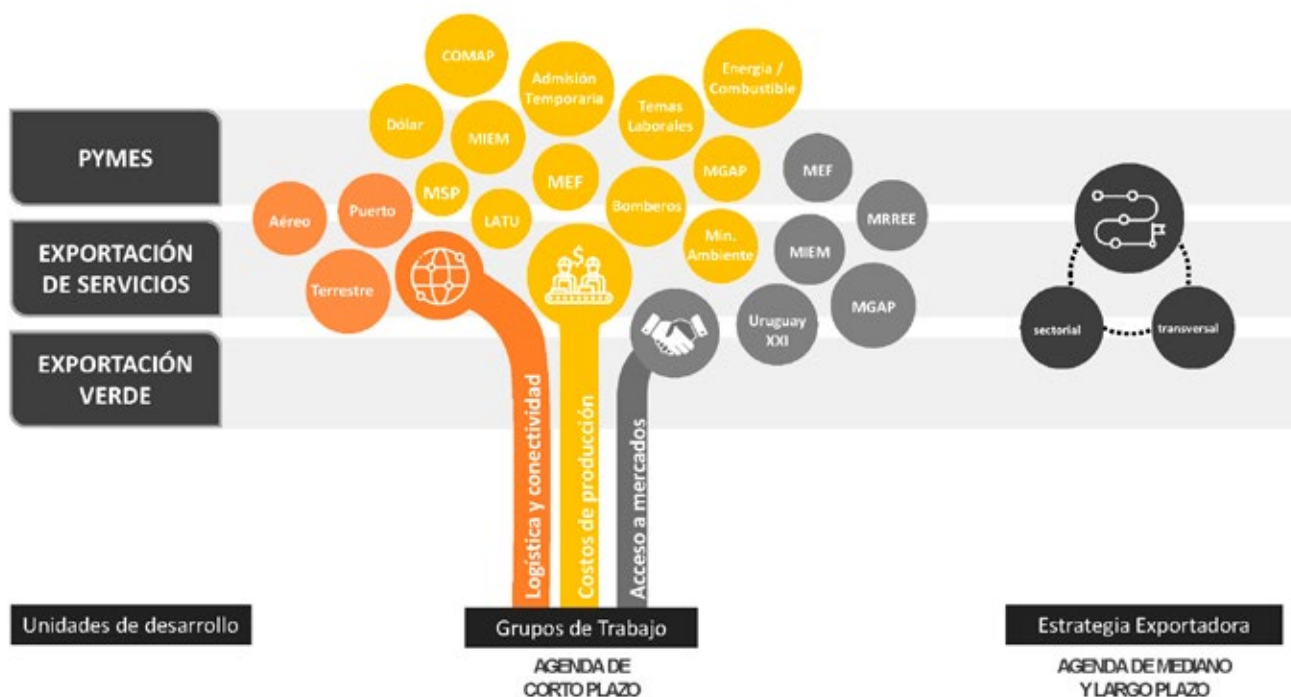 COMAP
Admisión
Temporaria
Energia /
Combustible
Dólar
MIEM
Temas
Laborales
PYMES
MSP
MEF
MGAP
MEF
Aéreo
Puerto
LATU
Bomberos
MRREE
EXPORTACIÓN
DE SERVICIOS
Terrestre
$
Min.
Ambiente
MIEM
Uruguay
XXI
MGAP
sectorial
transversal
EXPORTACIÓN
VERDE
Logística y conectividad
Costos de producción
Acceso a mercados
Unidades de desarrollo
Grupos de Trabajo
AGENDA DE
CORTO PLAZO
Estrategia Exportadora
AGENDA DE MEDIANO
Y LARGO PLAZO